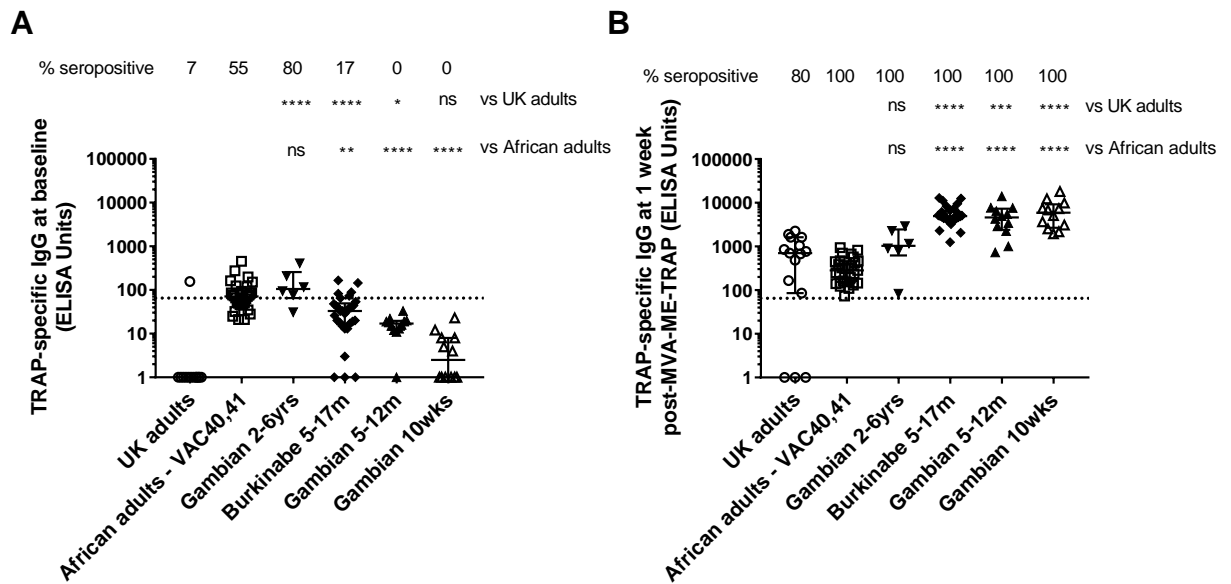 A
% seropositive 7 55 80 17 0 0
**** **** * ns vs UK adults
ns ** **** **** vs African adults
TRAP-specific IgG at baseline
(ELISA Units)
100000
10000
1000
100
10
1
UK adults
African adults - VAC40,41
Gambian 2-6yrs
Burkinabe 5-17m
Gambian 5-12m
Gambian 10wks
B
% seropositive 80 100 100 100 100 100
ns **** *** **** vs UK adults
ns **** **** **** vs African adults
TRAP-specific IgG at 1 week
post-MVA-ME-TRAP (ELISA Units)
100000
10000
1000
100
10
1
UK adults
African adults - VAC40,41
Gambian 2-6yrs
Burkinabe 5-17m
Gambian 5-12m
Gambian 10wks